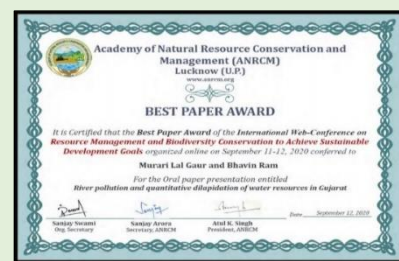 Academy of Natural Resource Conservation and
Management (ANRCM)
Lucknow (U.P.)
www.anrcm.org
BEST PAPER AWARD
It is Certified that the Best Paper Award of the International Web-Conference on
Resource Management and Biodiversity Conservation to Achieve Sustainable
Development Goals organized online on September 11-12, 2020 conferred to
Murari Lal Gaur and Bhavin Ram
For the Oral paper presentation entitled
River pollution and quantitative dilapidation of water resources in Gujarat
Date September 12, 2020
Sanjay Swami Sanjay Arora Atul K. Singh
Org. Secretary Secretary, ANRCM President, ANRCM